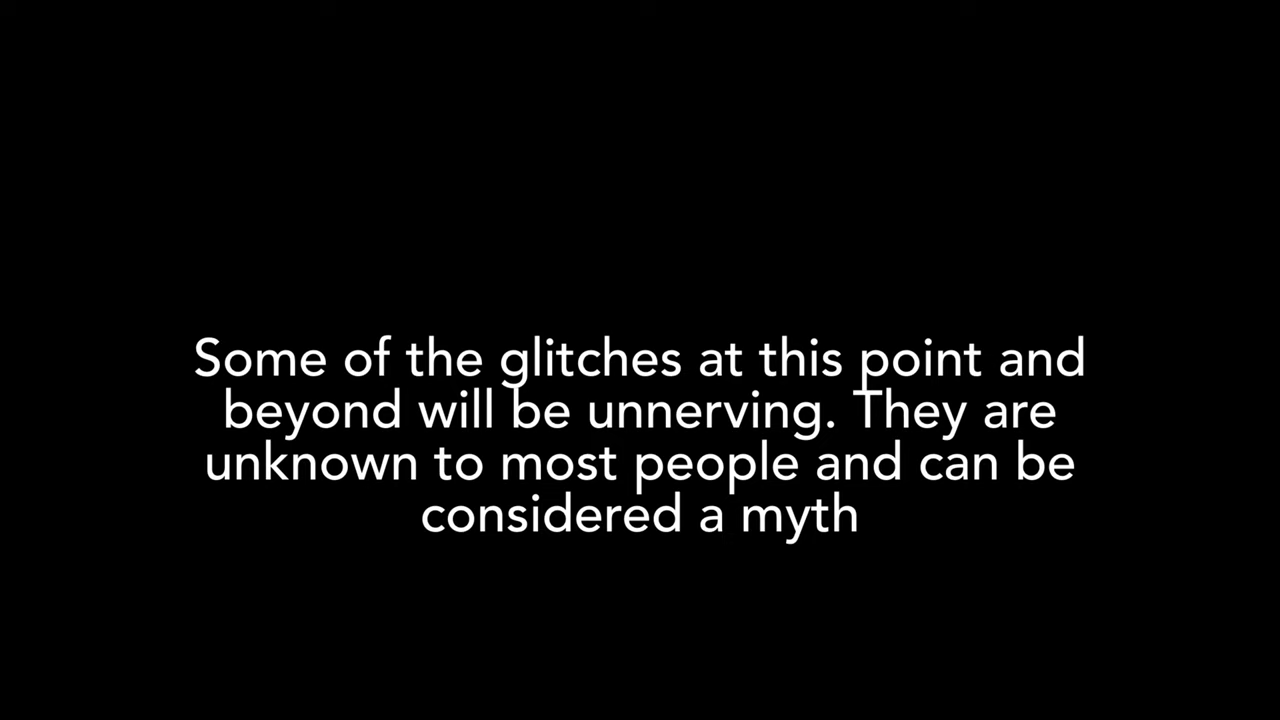 Some of the glitches at this point and
beyond will be unnerving. They are
unknown to most people and can be
considered a myth